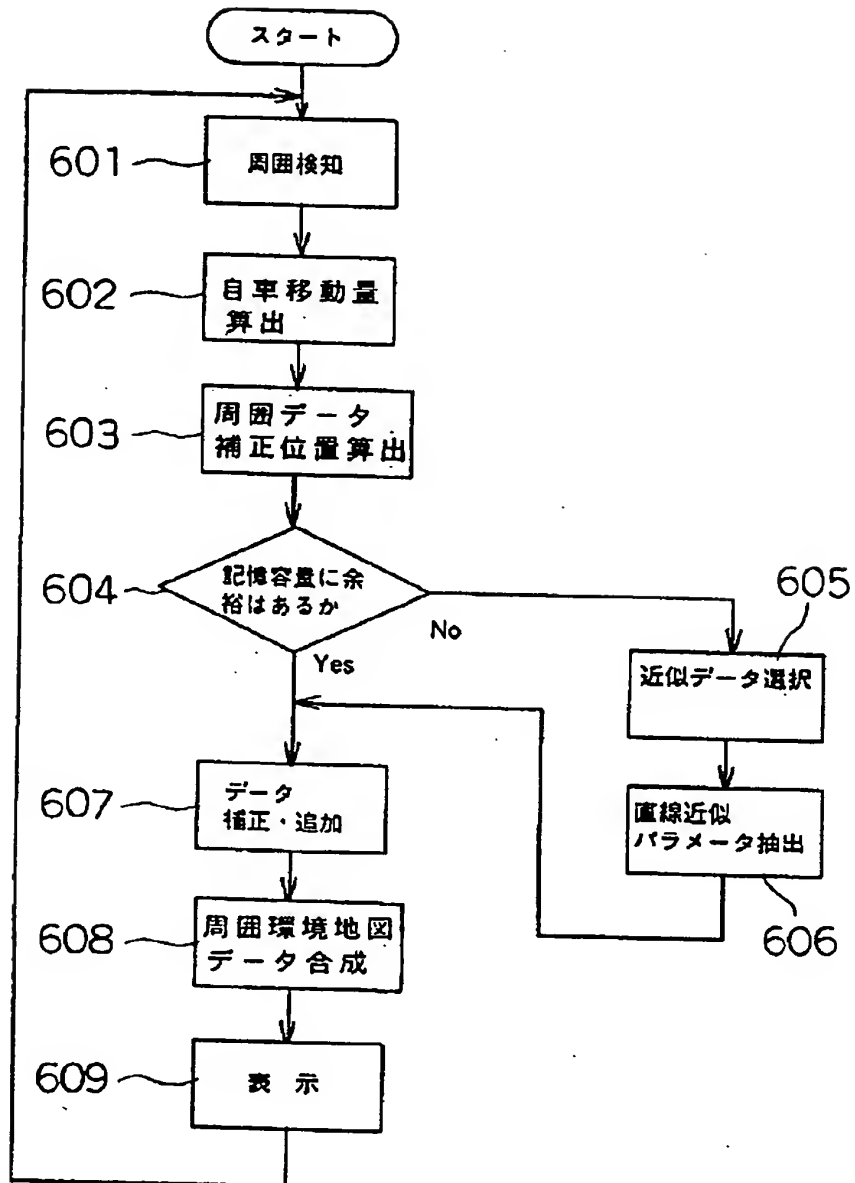 スタート
601
周囲検知
602
自車移動量
算出
603
周囲データ
補正位置算出
604
記憶容量に余
裕はあるか
No
Yes
605
近似データ選択
直線近似
パラメータ抽出
606
607
データ
補正・追加
608
周囲環境地図
データ合成
609
表 示